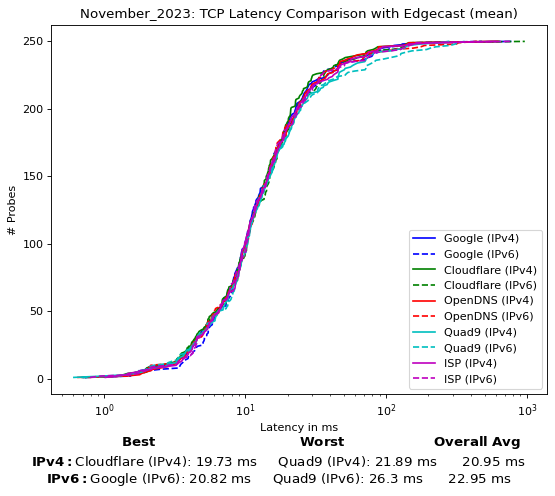 November_2023: TCP Latency Comparison with Edgecast (mean)
250
200
150
100
50
0
# Probes
Google (IPv4)
Google (IPv6)
Cloudflare (IPv4)
Cloudflare (IPv6)
OpenDNS (IPv4)
OpenDNS (IPv6)
Quad9 (IPv4)
Quad9 (IPv6)
ISP (IPv4)
ISP (IPv6)
10⁰ 10¹ 10² 10³
Latency in ms
Best Worst Overall Avg
IPv4: Cloudflare (IPv4): 19.73 ms Quad9 (IPv4): 21.89 ms 20.95 ms
IPv6: Google (IPv6): 20.82 ms Quad9 (IPv6): 26.3 ms 22.95 ms